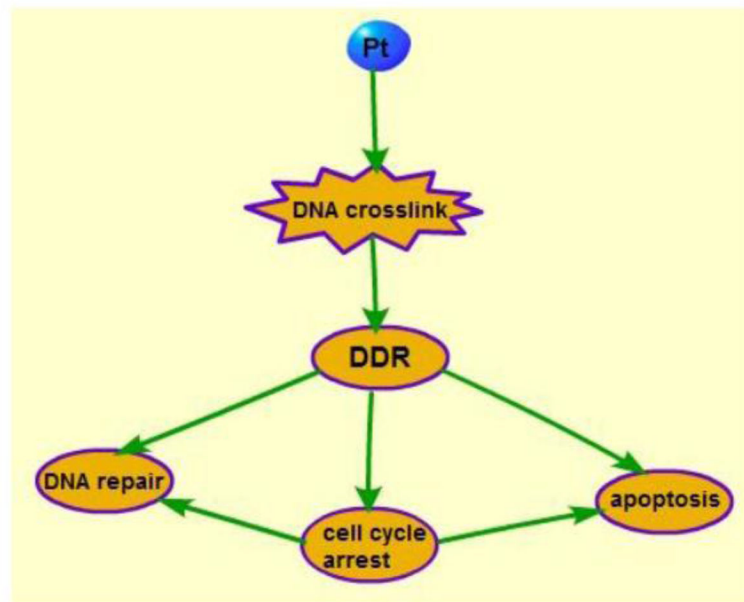 Pt
DNA crosslink
DDR
DNA repair
cell cycle
arrest
apoptosis